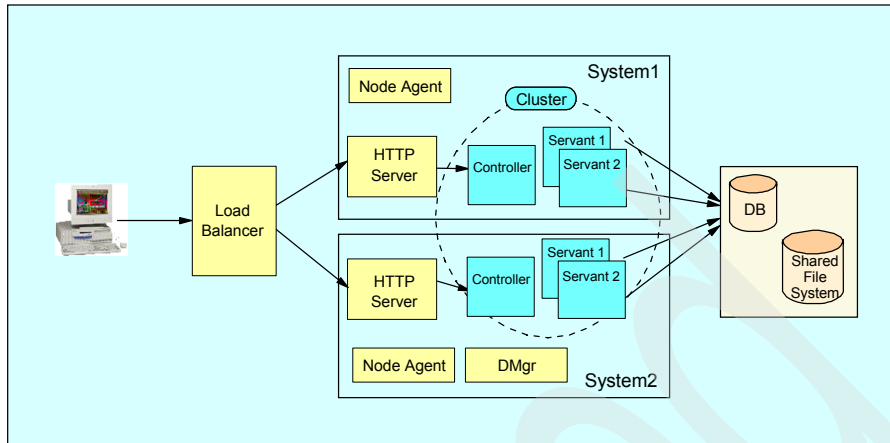 System1
Node Agent
Cluster
HTTP
Server
Controller
Servant 1
Servant 2
Load
Balancer
DB
Shared
File
System
HTTP
Server
Controller
Servant 1
Servant 2
Node Agent
DMgr
System2